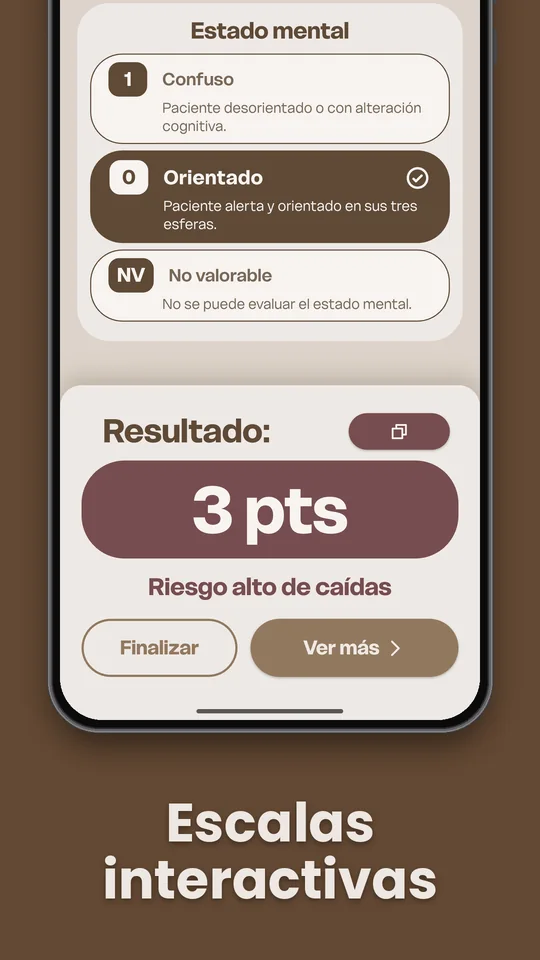 Estado mental
1 Confuso
Paciente desorientado o con alteración
cognitiva.
0 Orientado
Paciente alerta y orientado en sus tres
esferas.
NV No valorable
No se puede evaluar el estado mental.
Resultado:
3 pts
Riesgo alto de caídas
Finalizar
Ver más
Escalas
interactivas